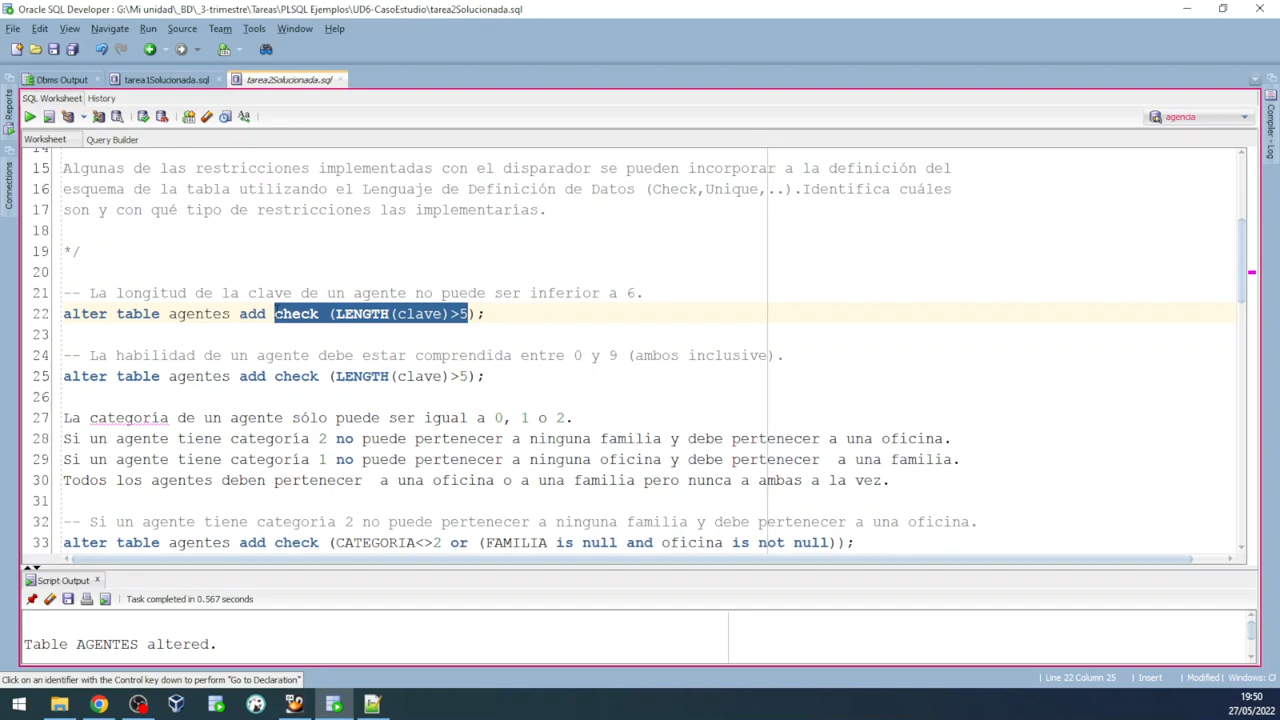 Oracle SQL Developer : G:\Mi unidad\_BD\_3-trimestre\Tareas\PLSQL Ejemplos\UD6-CasoEstudio\tarea2Solucionada.sql
File Edit View Navigate Run Source Team Tools Window Help
Dbms Output tarea1Solucionada.sql tarea2Solucionada.sql
SQL Worksheet History
agencia
Worksheet Query Builder
Reports
Connections
Compiler - Log
14
15 Algunas de las restricciones implementadas con el disparador se pueden incorporar a la definición del
16 esquema de la tabla utilizando el Lenguaje de Definición de Datos (Check,Unique,..).Identifica cuáles
17 son y con qué tipo de restricciones las implementarías.
18
19 */
20
21 -- La longitud de la clave de un agente no puede ser inferior a 6.
22 alter table agentes add check (LENGTH(clave)>5);
23
24 -- La habilidad de un agente debe estar comprendida entre 0 y 9 (ambos inclusive).
25 alter table agentes add check (LENGTH(clave)>5);
26
27 La categoría de un agente sólo puede ser igual a 0, 1 o 2.
28 Si un agente tiene categoría 2 no puede pertenecer a ninguna familia y debe pertenecer a una oficina.
29 Si un agente tiene categoría 1 no puede pertenecer a ninguna oficina y debe pertenecer  a una familia.
30 Todos los agentes deben pertenecer  a una oficina o a una familia pero nunca a ambas a la vez.
31
32 -- Si un agente tiene categoría 2 no puede pertenecer a ninguna familia y debe pertenecer a una oficina.
33 alter table agentes add check (CATEGORIA<>2 or (FAMILIA is null and oficina is not null));
Script Output
Task completed in 0.567 seconds
Table AGENTES altered.
Click on an identifier with the Control key down to perform "Go to Declaration"
Line 22 Column 25 Insert Modified Windows: Cl
19:50
27/05/2022